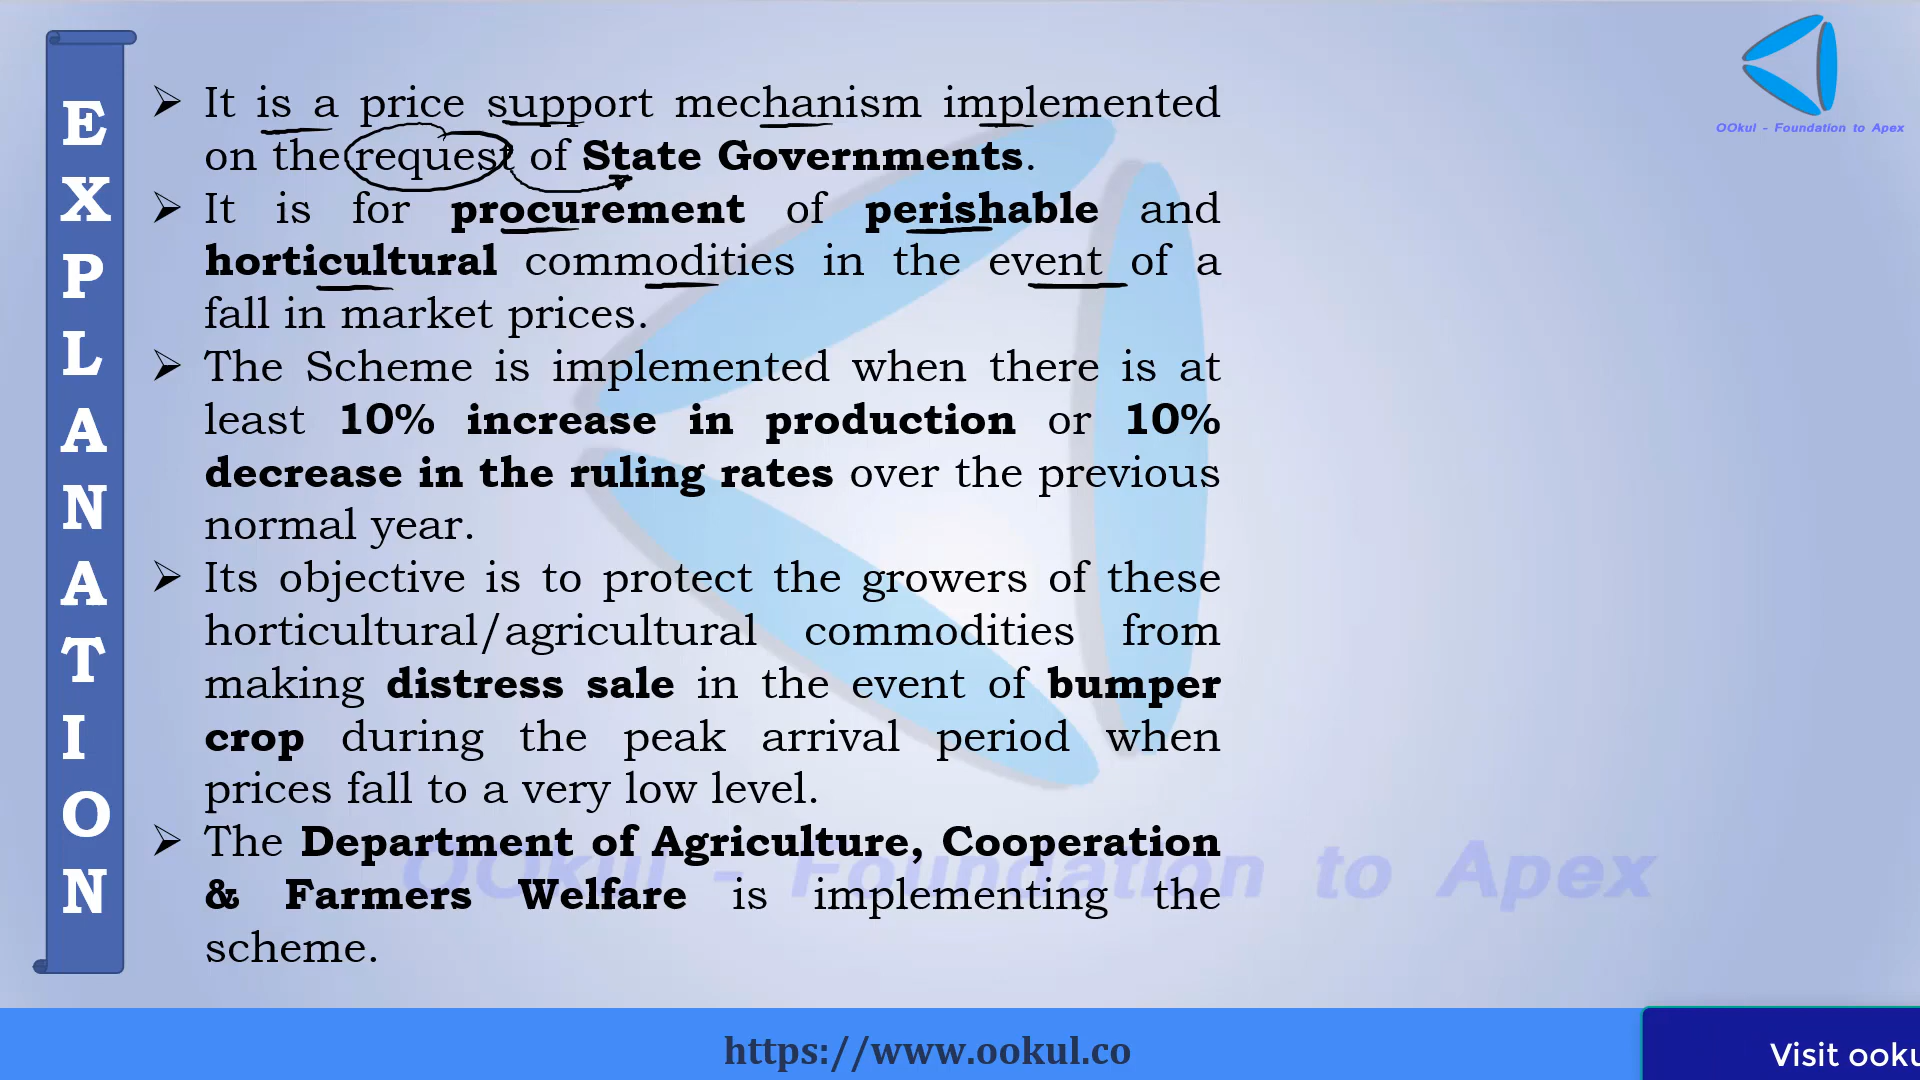 E
X
P
L
A
N
A
T
I
O
N
➢ It is a price support mechanism implemented
on the request of State Governments.
➢ It is for procurement of perishable and
horticultural commodities in the event of a
fall in market prices.
➢ The Scheme is implemented when there is at
least 10% increase in production or 10%
decrease in the ruling rates over the previous
normal year.
➢ Its objective is to protect the growers of these
horticultural/agricultural commodities from
making distress sale in the event of bumper
crop during the peak arrival period when
prices fall to a very low level.
➢ The Department of Agriculture, Cooperation
& Farmers Welfare is implementing the
scheme.
OOkul - Foundation to Apex
OOkul - Foundation to Apex
https://www.ookul.co
Visit ooku